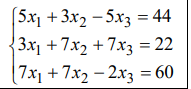 5x₁ + 3x₂ − 5x₃ = 44
3x₁ + 7x₂ + 7x₃ = 22
7x₁ + 7x₂ − 2x₃ = 60